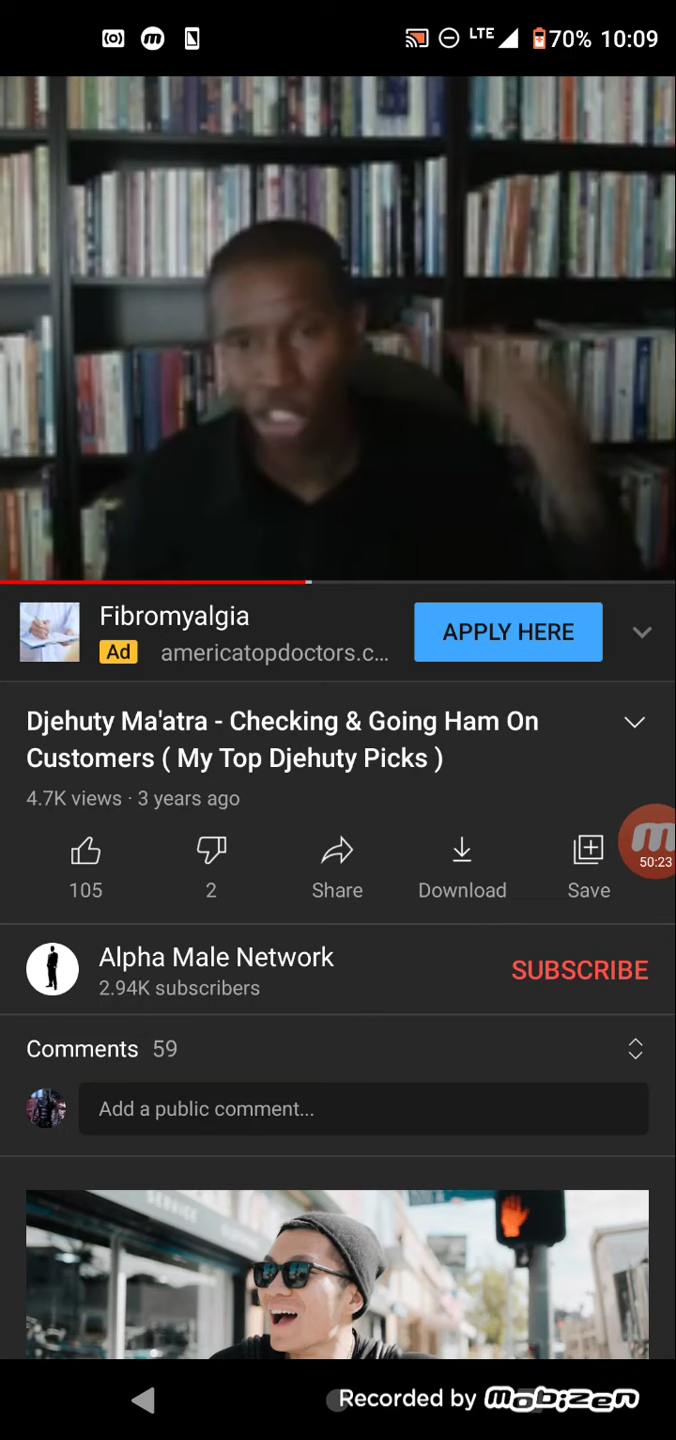 LTE 70% 10:09
Fibromyalgia
APPLY HERE
Ad americatopdoctors.c...
Djehuty Ma'atra - Checking & Going Ham On
Customers ( My Top Djehuty Picks )
4.7K views · 3 years ago
50:23
105 2 Share Download Save
Alpha Male Network
SUBSCRIBE
2.94K subscribers
Comments 59
Add a public comment...
Recorded by mobizen